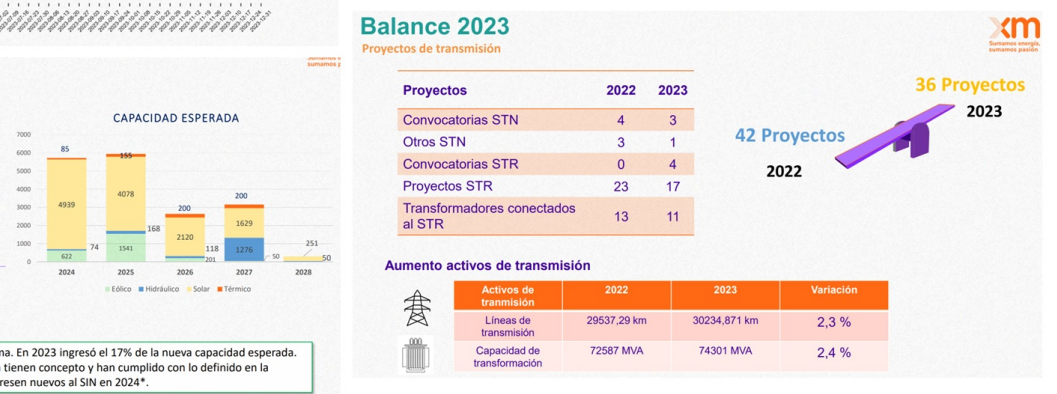 CAPACIDAD ESPERADA
7000
6000
5000
4000
3000
2000
1000
0
85
4939
74
622
155
4078
168
1541
200
2120
118
201
200
1629
1276
50
251
50
2024 2025 2026 2027 2028
Eólico Hidráulico Solar Térmico
ma. En 2023 ingresó el 17% de la nueva capacidad esperada.
tienen concepto y han cumplido con lo definido en la
resen nuevos al SIN en 2024*.
Balance 2023
Proyectos de transmisión
xm
Sumamos energía,
sumamos pasión
Proyectos 2022 2023
Convocatorias STN 4 3
Otros STN 3 1
Convocatorias STR 0 4
Proyectos STR 23 17
Transformadores conectados
al STR 13 11
36 Proyectos
2023
42 Proyectos
2022
Aumento activos de transmisión
Activos de
tranmisión 2022 2023 Variación
Líneas de
transmisión 29537,29 km 30234,871 km 2,3 %
Capacidad de
transformación 72587 MVA 74301 MVA 2,4 %